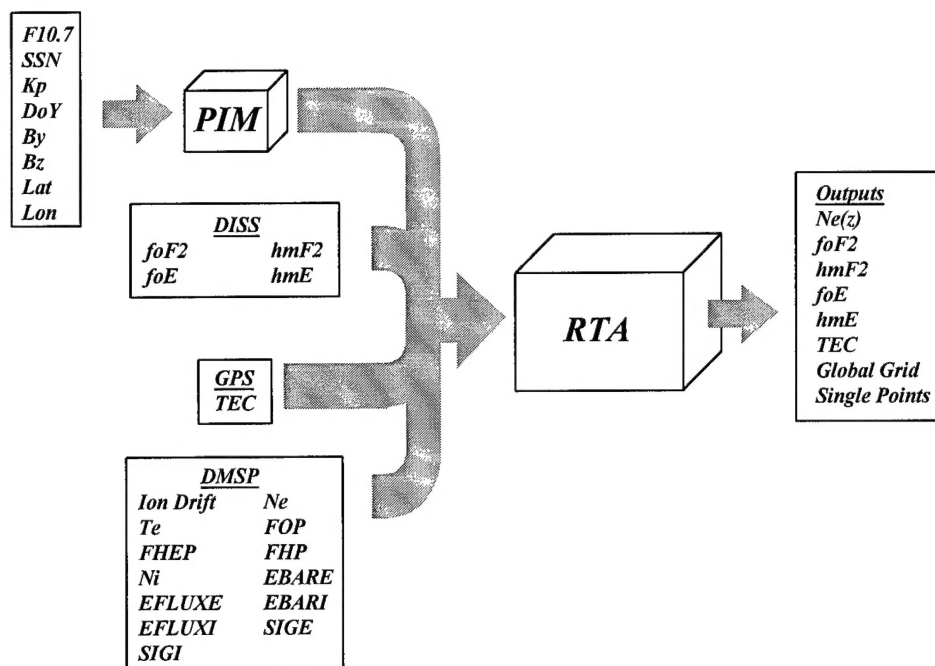 F10.7
SSN
Kp
DoY
By
Bz
Lat
Lon
PIM
DISS
foF2 hmF2
foE hmE
GPS
TEC
DMSP
Ion Drift Ne
Te FOP
FHEP FHP
Ni EBARE
EFLUXE EBARI
EFLUXI SIGE
SIGI
RTA
Outputs
Ne(z)
foF2
hmF2
foE
hmE
TEC
Global Grid
Single Points